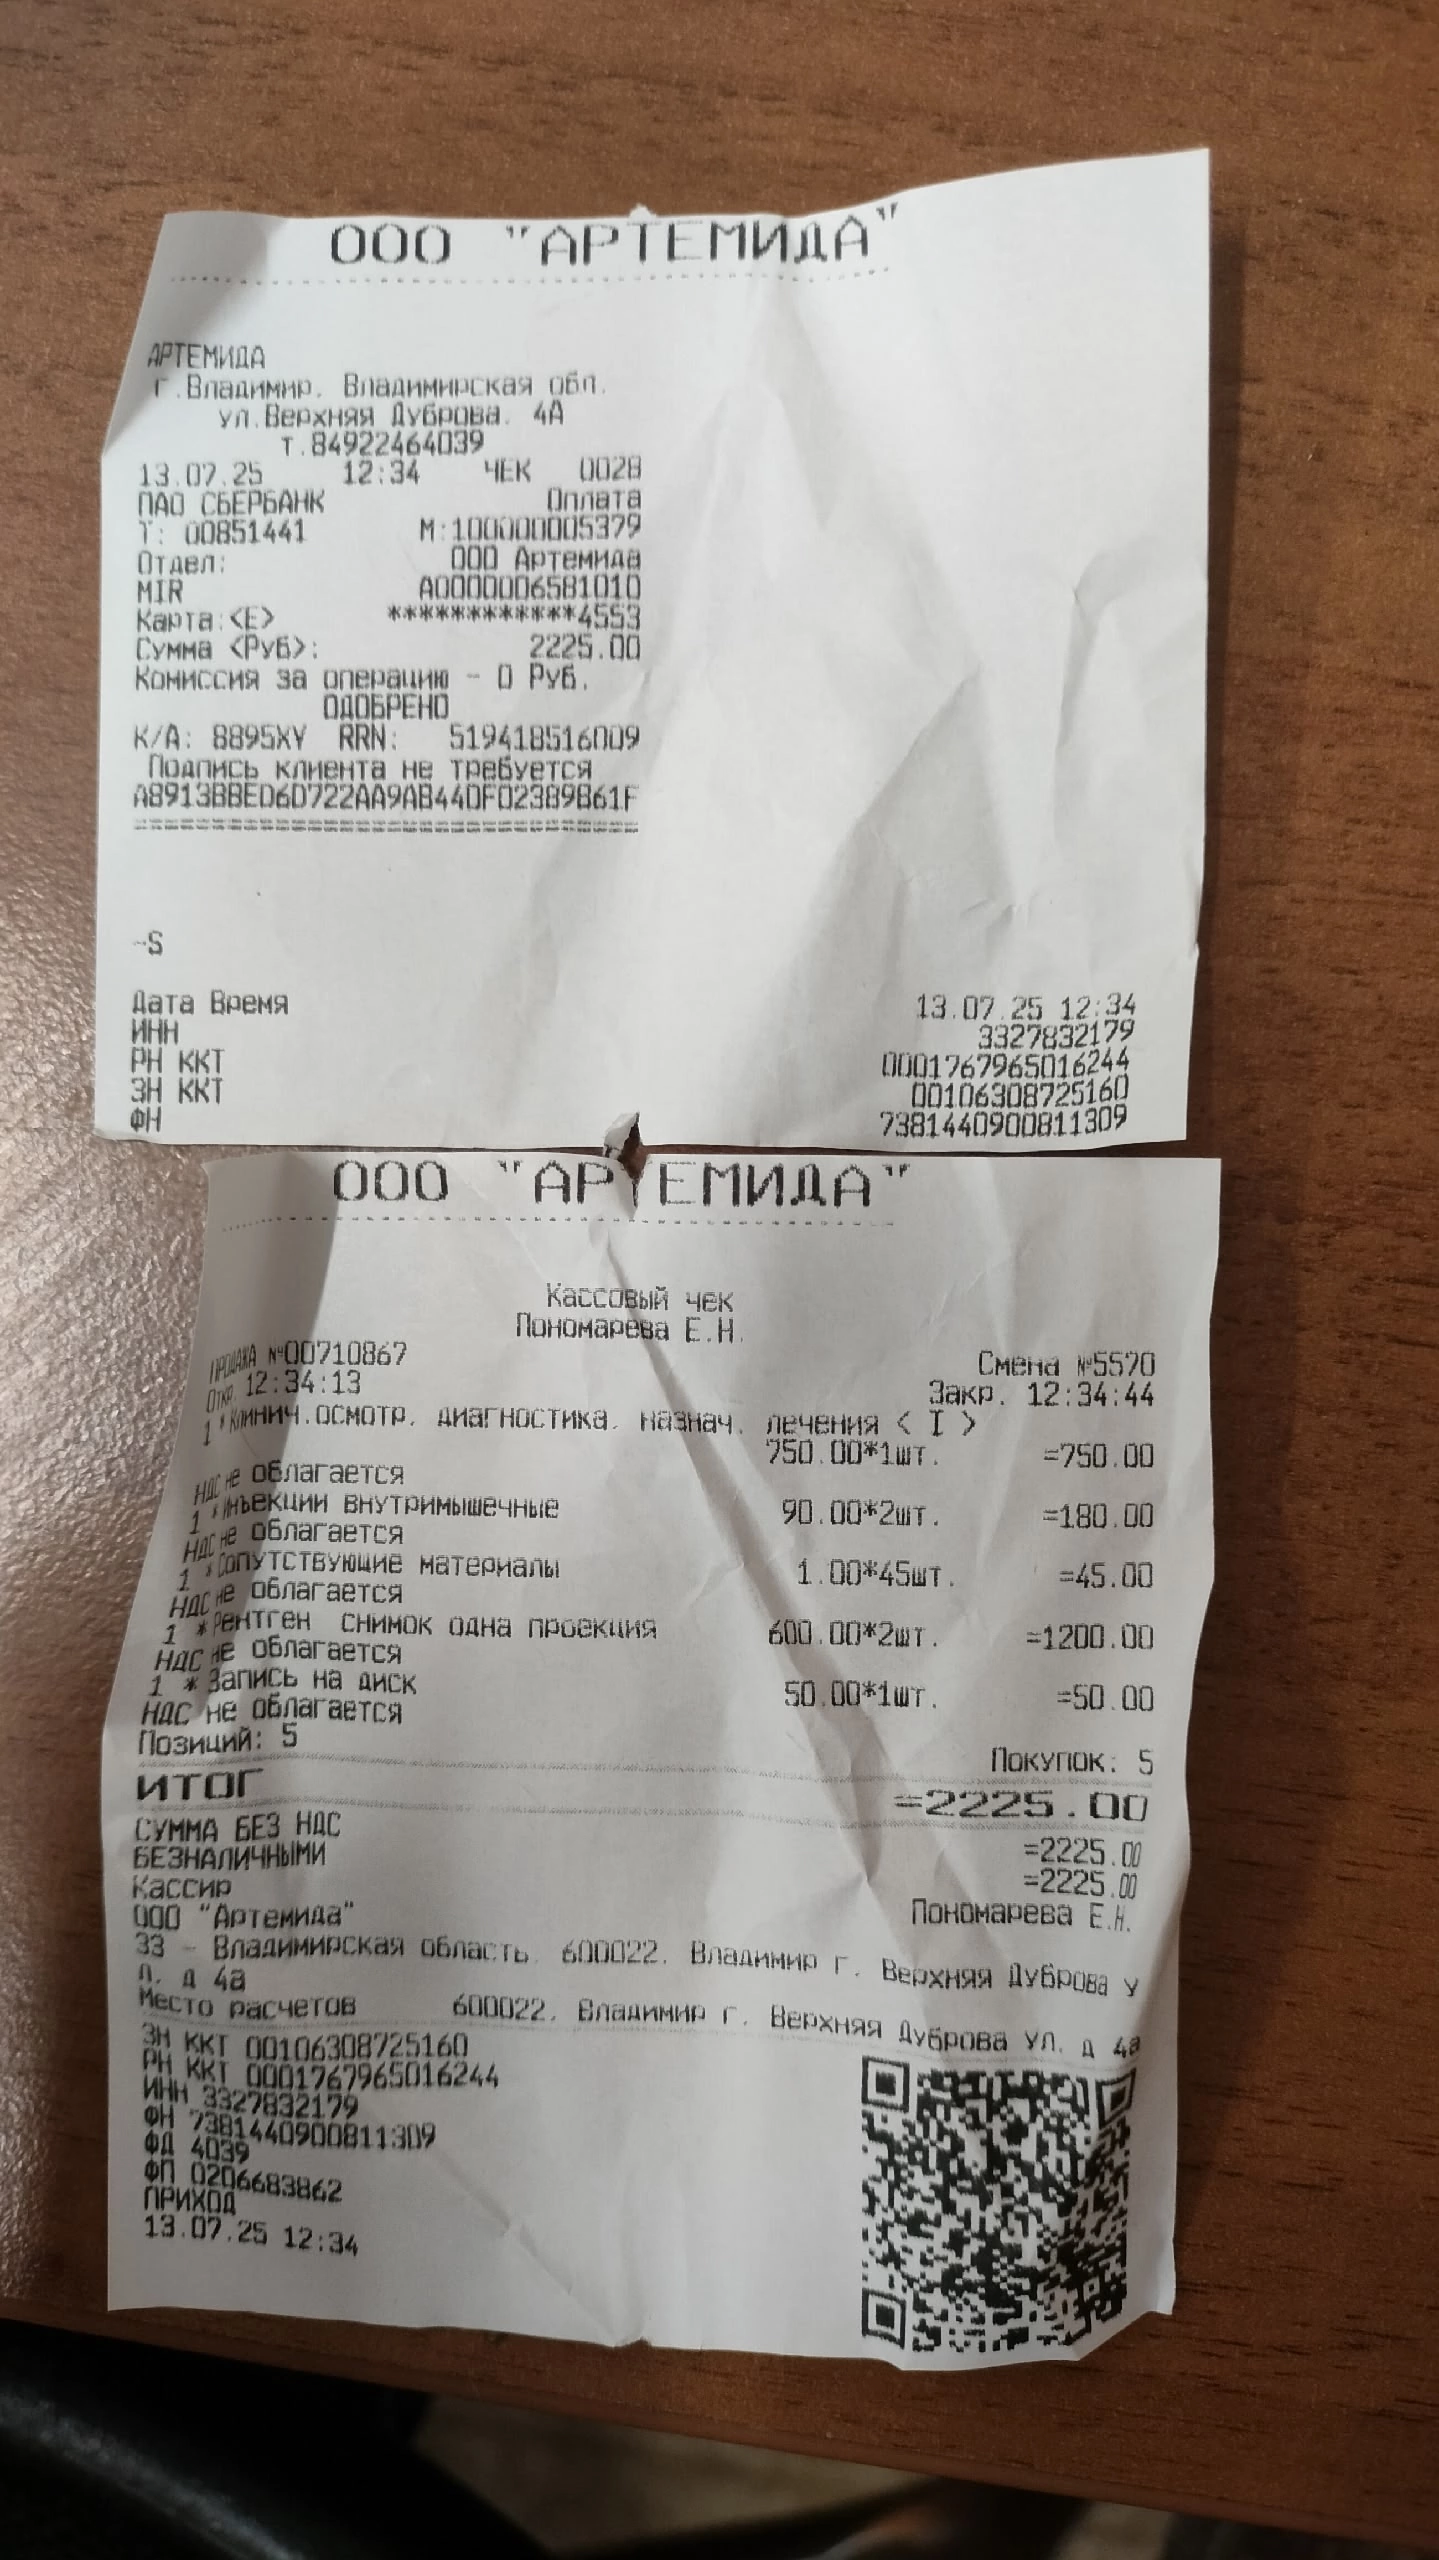 ООО "АРТЕМИДА"
АРТЕМИДА
г.Владимир, Владимирская обл.
ул.Верхняя Дуброва, 4А
т.84922464039
13.07.25 12:34 ЧЕК 0028
ПАО СБЕРБАНК Оплата
Т: 00851441 М:100000005379
Отдел: ООО Артемида
MIR A0000006581010
Карта:<E> ************4553
Сумма <Руб>: 2225.00
Комиссия за операцию - 0 Руб.
ОДОБРЕНО
К/А: 8895XY RRN: 519418516009
Подпись клиента не требуется
A8913BBED6D722AA9AB44DF02389B61F
================================
~S
Дата Время 13.07.25 12:34
ИНН 3327832179
РН ККТ 0001767965016244
ЗН ККТ 00106308725160
ФН 7381440900811309
ООО "АРТЕМИДА"
Кассовый чек
Пономарева Е.Н.
ПРОДАЖА №00710867 Смена №5570
Откр. 12:34:13 Закр. 12:34:44
1 *Клинич.осмотр, диагностика, назнач. лечения < I >
750.00*1шт. =750.00
НДС не облагается
1 *Инъекции внутримышечные 90.00*2шт. =180.00
НДС не облагается
1 *Сопутствующие материалы 1.00*45шт. =45.00
НДС не облагается
1 *Рентген снимок одна проекция 600.00*2шт. =1200.00
НДС не облагается
1 *Запись на диск 50.00*1шт. =50.00
НДС не облагается
Позиций: 5 Покупок: 5
ИТОГ =2225.00
СУММА БЕЗ НДС =2225.00
БЕЗНАЛИЧНЫМИ =2225.00
Кассир Пономарева Е.Н.
ООО "Артемида"
33 - Владимирская область, 600022, Владимир г, Верхняя Дуброва у
л, д 4а
Место расчетов 600022, Владимир г, Верхняя Дуброва ул, д 4а
ЗН ККТ 00106308725160
РН ККТ 0001767965016244
ИНН 3327832179
ФН 7381440900811309
ФД 4039
ФП 0206683862
ПРИХОД
13.07.25 12:34